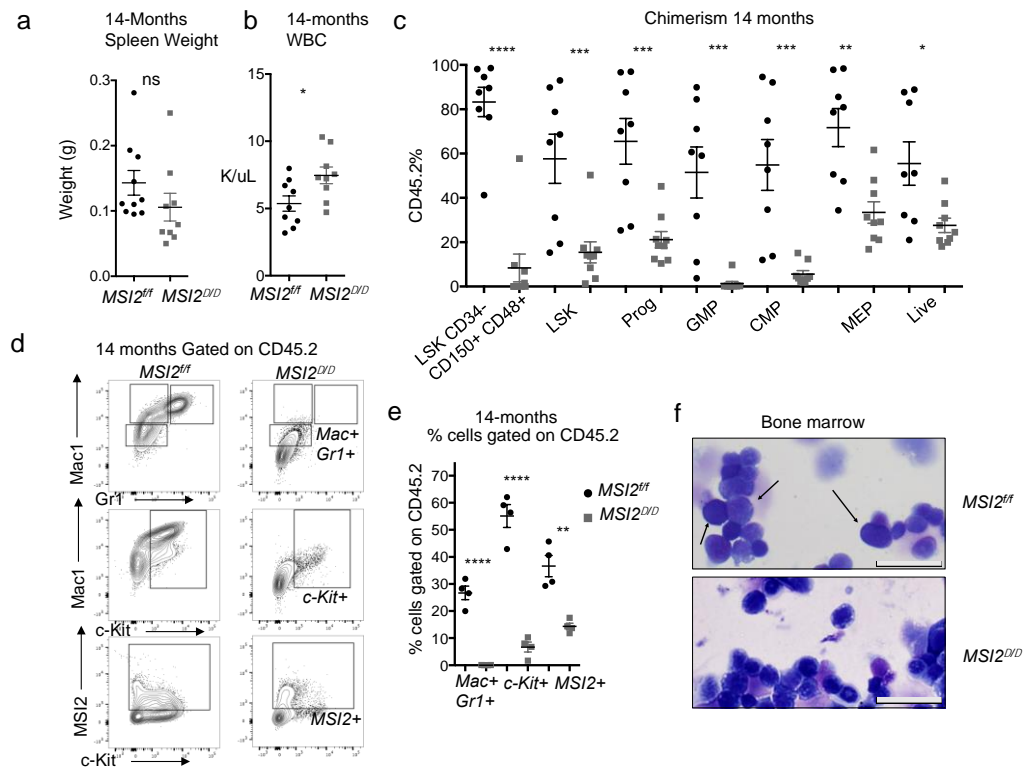 a
14-Months
Spleen Weight
ns
Weight (g)
0.3
0.2
0.1
0.0
MSI2f/f
MSI2D/D
b
14-months
WBC
*
K/uL
15
10
5
0
MSI2f/f
MSI2D/D
c
Chimerism 14 months
**** *** *** *** *** ** *
CD45.2%
100
80
60
40
20
0
LSK CD34-
CD150+ CD48+
LSK
Prog
GMP
CMP
MEP
Live
d
14 months Gated on CD45.2
MSI2f/f
MSI2D/D
Mac1
Gr1
Mac+
Gr1+
Mac1
c-Kit
c-Kit+
MSI2
c-Kit
MSI2+
e
14-months
% cells gated on CD45.2
% cells gated on CD45.2
70
60
50
40
30
20
10
0
****
****
**
MSI2f/f
MSI2D/D
Mac+
Gr1+
c-Kit+
MSI2+
f
Bone marrow
MSI2f/f
MSI2D/D